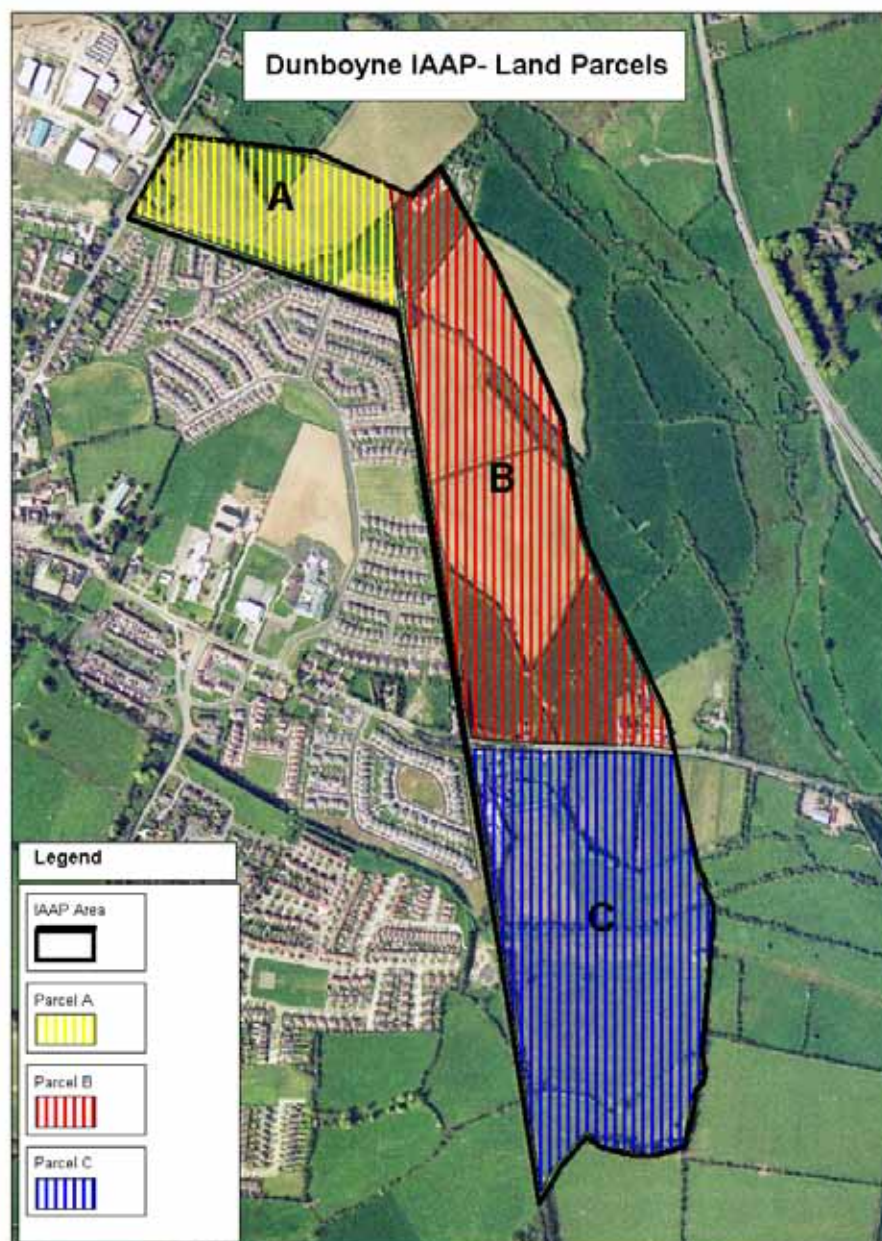 Dunboyne IAAP- Land Parcels
A
B
C
Legend
IAAP Area
Parcel A
Parcel B
Parcel C